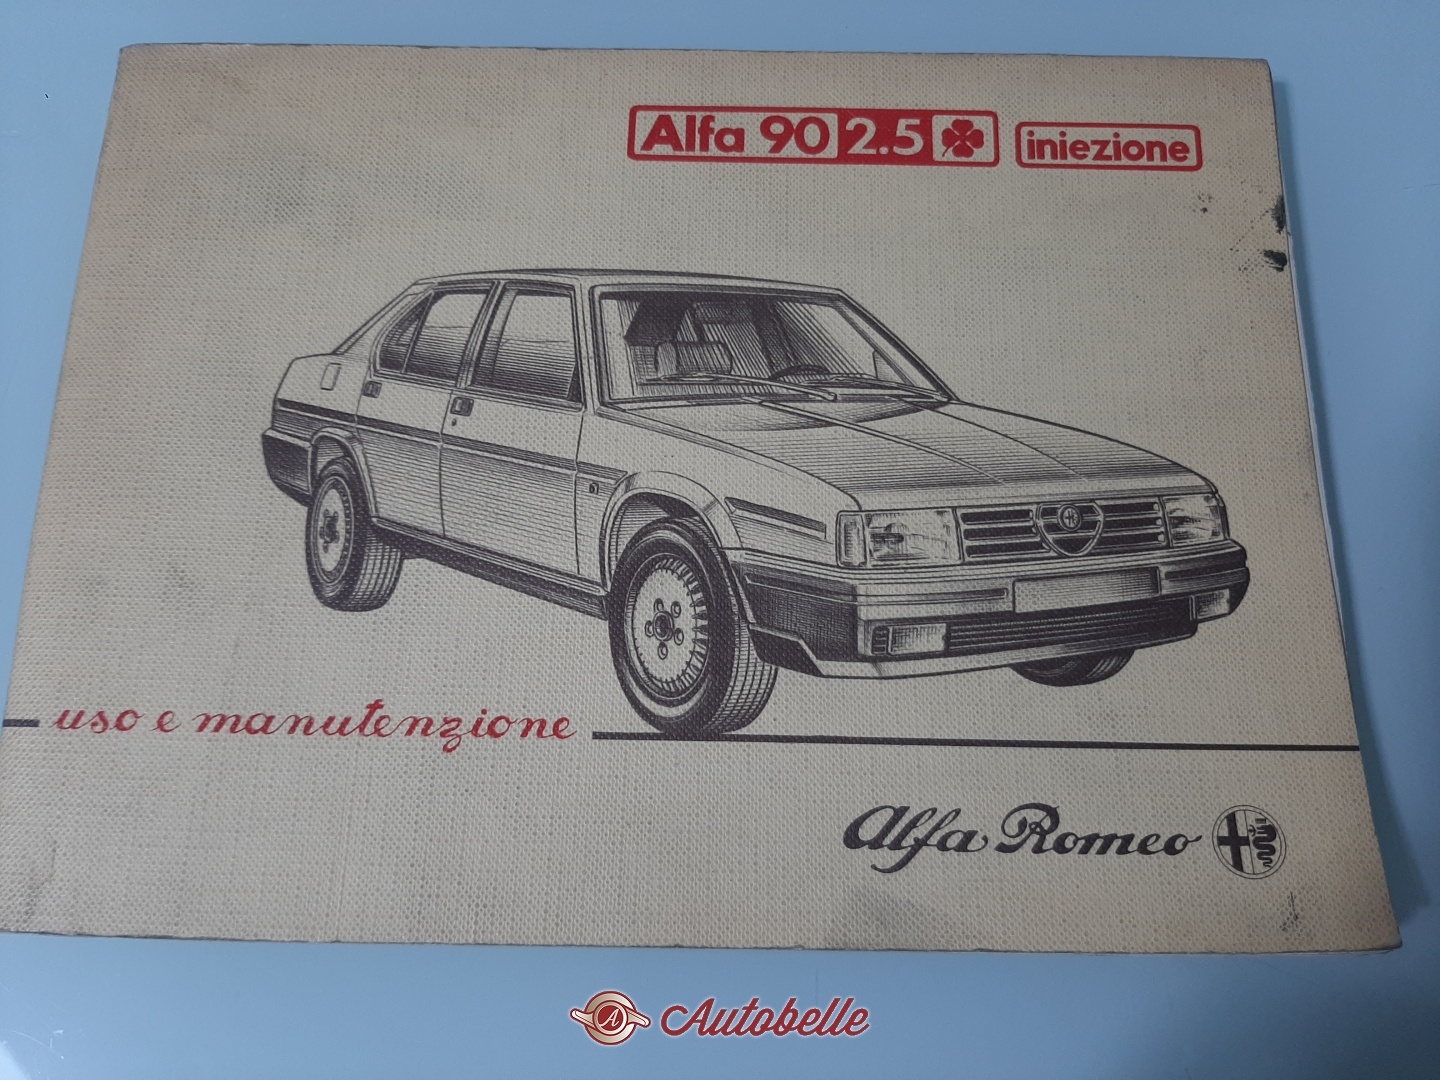 Alfa 90 2.5 iniezione
uso e manutenzione
Alfa Romeo
A Autobelle